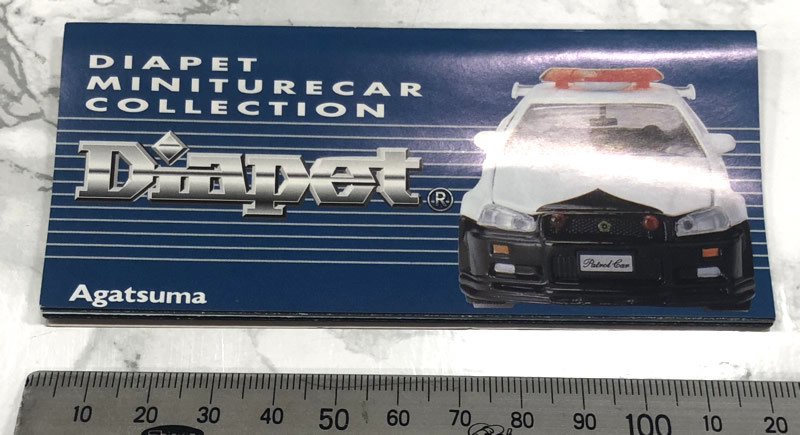 DIAPET
MINITURECAR
COLLECTION
Diapet®
Patrol Car
Agatsuma
10 20 30 40 50 60 70 80 90 100 10 20